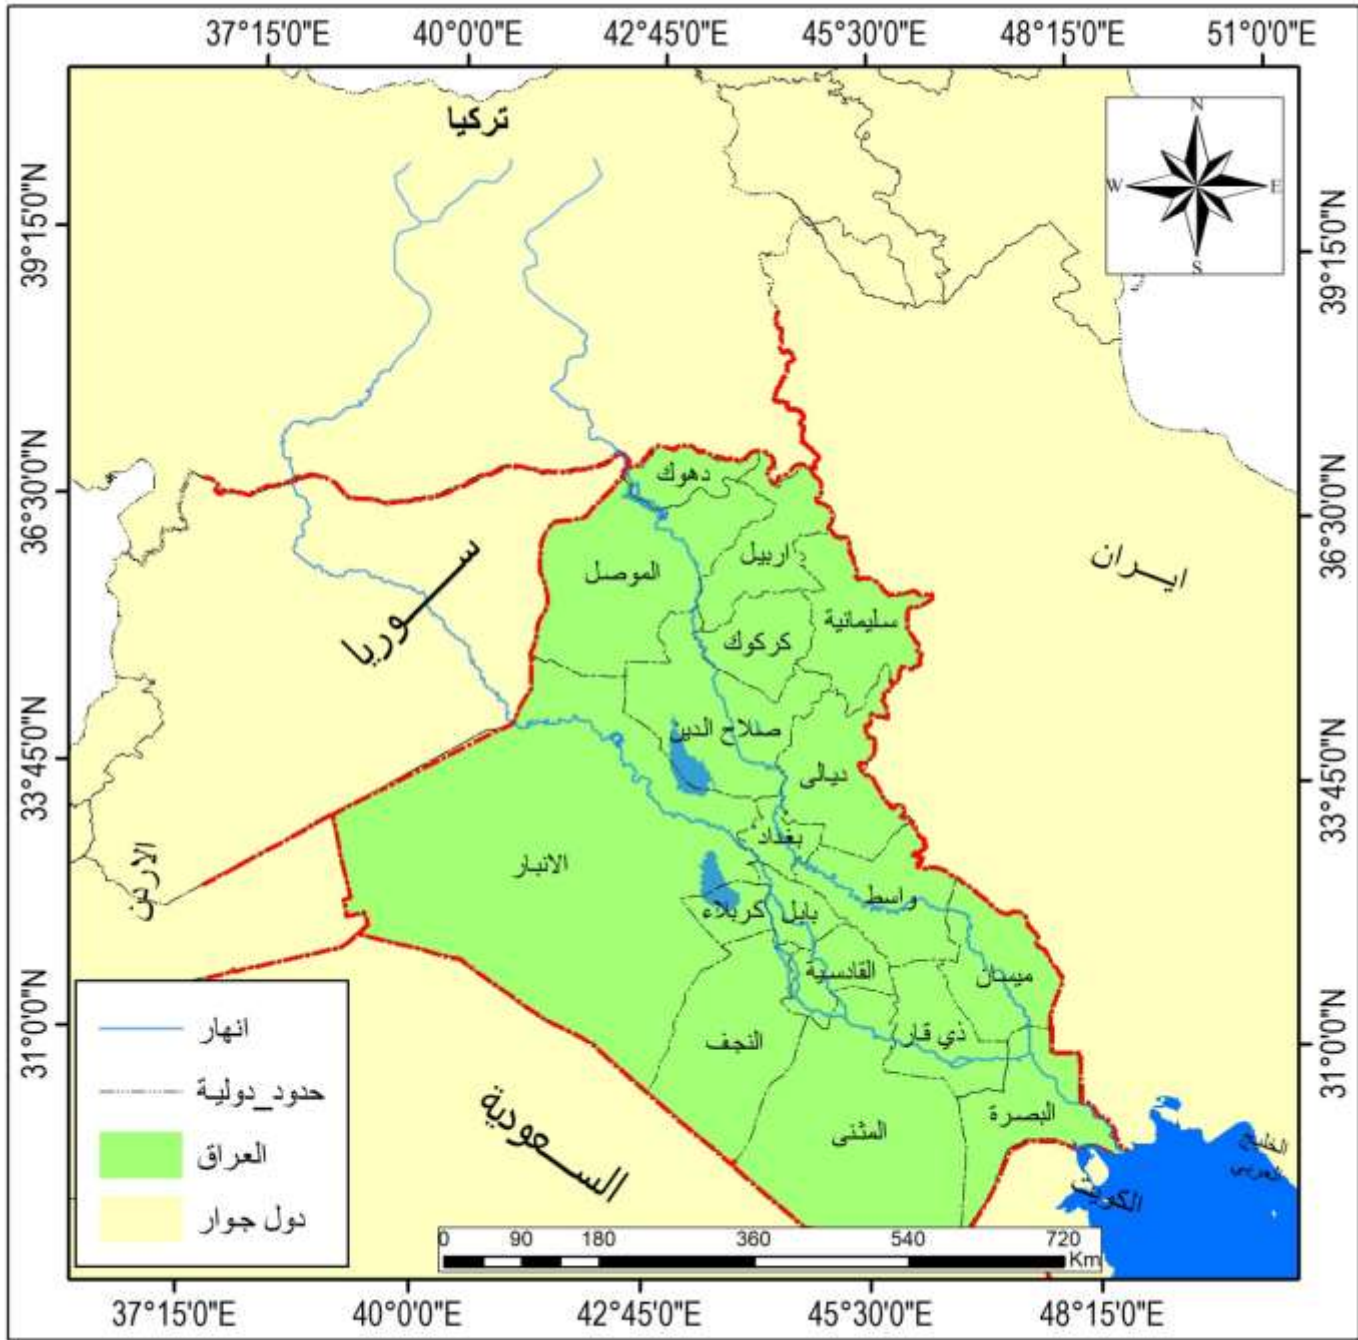 37°15'0"E 40°0'0"E 42°45'0"E 45°30'0"E 48°15'0"E 51°0'0"E
تركيا
N
W E
S
39°15'0"N
39°15'0"N
36°30'0"N
36°30'0"N
33°45'0"N
33°45'0"N
31°0'0"N
31°0'0"N
دهوك
اربيل
الموصل
ايـــران
ســـــوريا
سليمانية
كركوك
صلاح الدين
ديالى
بغداد
الانبار
الاردن
واسط
كربلاء
بابل
القادسية
ميسان
النجف
ذي قار
البصرة
المثنى
السـعودية
الخليج
العربي
الكويت
انهار
حدود_دولية
العراق
دول جوار
0 90 180 360 540 720
Km
37°15'0"E 40°0'0"E 42°45'0"E 45°30'0"E 48°15'0"E